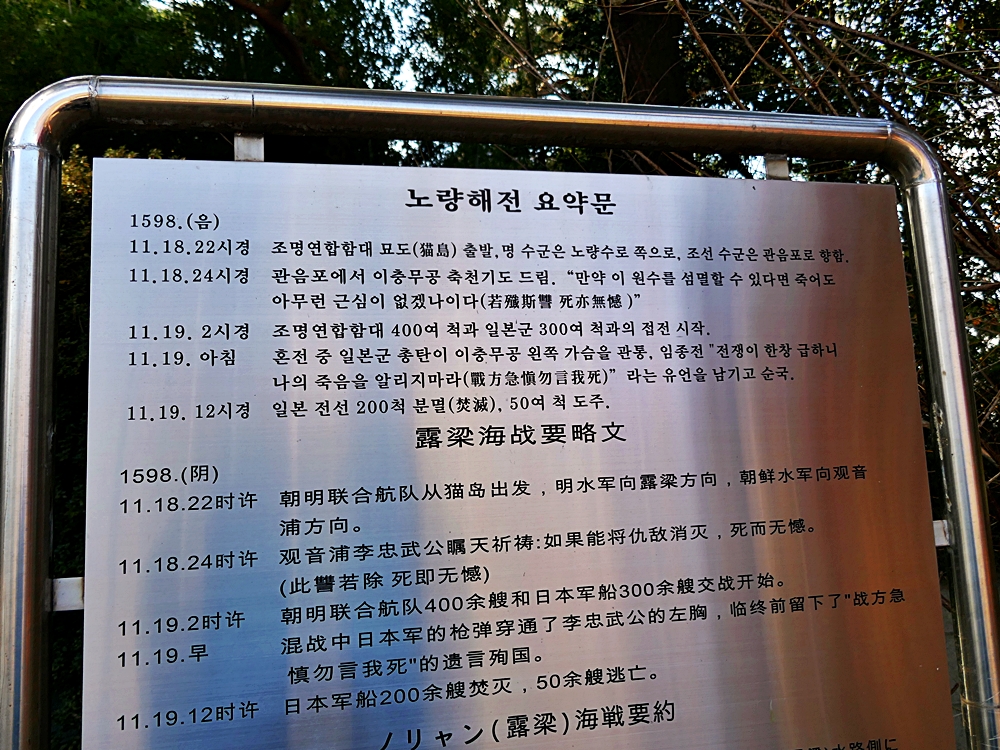 노량해전 요약문
1598.(음)
11.18.22시경 조명연합함대 묘도(猫島) 출발,명 수군은 노량수로 쪽으로, 조선 수군은 관음포로 향함.
11.18.24시경 관음포에서 이충무공 축천기도 드림. “만약 이 원수를 섬멸할 수 있다면 죽어도
아무런 근심이 없겠나이다(若殲斯讐 死亦無憾)”
11.19. 2시경 조명연합함대 400여 척과 일본군 300여 척과의 접전 시작.
11.19. 아침 혼전 중 일본군 총탄이 이충무공 왼쪽 가슴을 관통, 임종전 "전쟁이 한창 급하니
나의 죽음을 알리지마라(戰方急愼勿言我死)” 라는 유언을 남기고 순국.
11.19. 12시경 일본 전선 200척 분멸(焚滅), 50여 척 도주.
露梁海战要略文
1598.(阴)
11.18.22时许 朝明联合航队从猫岛出发，明水军向露梁方向，朝鲜水军向观音
浦方向。
11.18.24时许 观音浦李忠武公瞩天祈祷:如果能将仇敌消灭，死而无憾。
(此讐若除 死即无憾)
11.19.2时许 朝明联合航队400余艘和日本军船300余艘交战开始。
11.19.早 混战中日本军的枪弹穿通了李忠武公的左胸，临终前留下了"战方急
慎勿言我死"的遗言殉国。
11.19.12时许 日本军船200余艘焚灭，50余艘逃亡。
ノリャン(露梁)海戦要約
水路側に